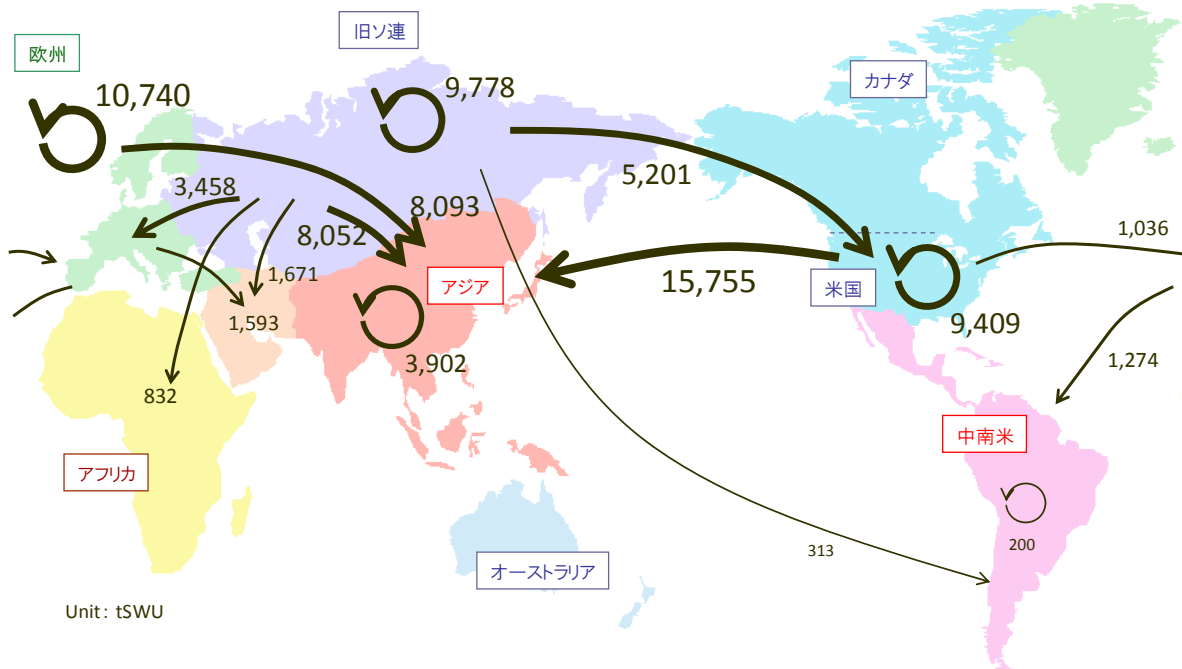 旧ソ連
欧州
カナダ
10,740
9,778
5,201
3,458
8,093
8,052
1,036
1,671
アジア
15,755
米国
1,593
9,409
3,902
1,274
832
中南米
アフリカ
200
313
オーストラリア
Unit: tSWU